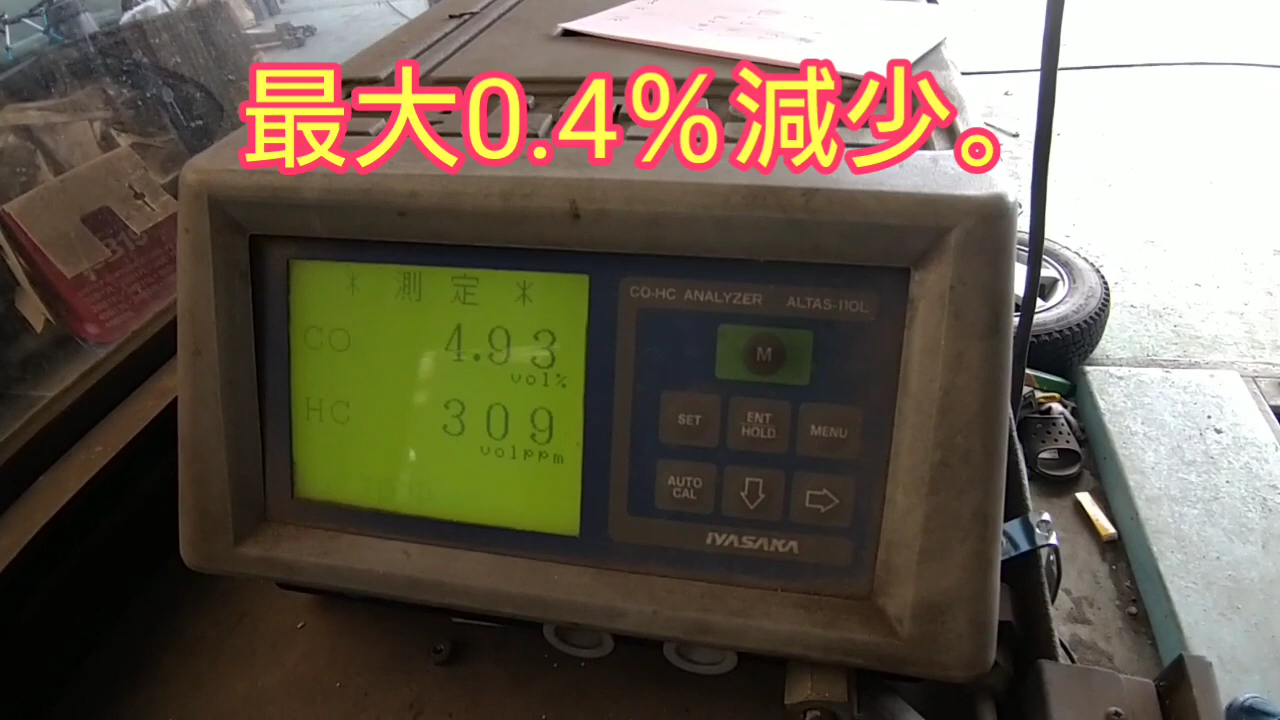 最大0.4%減少。
* 測 定 *
CO 4.93
vol%
HC 309
volppm
CO-HC ANALYZER ALTAS-110L
M
SET
ENT
HOLD
MENU
AUTO
CAL
IYASAKA